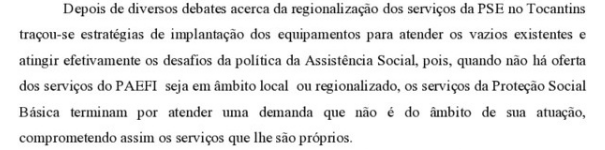 Depois de diversos debates acerca da regionalização dos serviços da PSE no Tocantins
traçou-se estratégias de implantação dos equipamentos para atender os vazios existentes e
atingir efetivamente os desafios da política da Assistência Social, pois, quando não há oferta
dos serviços do PAEFI seja em âmbito local ou regionalizado, os serviços da Proteção Social
Básica terminam por atender uma demanda que não é do âmbito de sua atuação,
comprometendo assim os serviços que lhe são próprios.